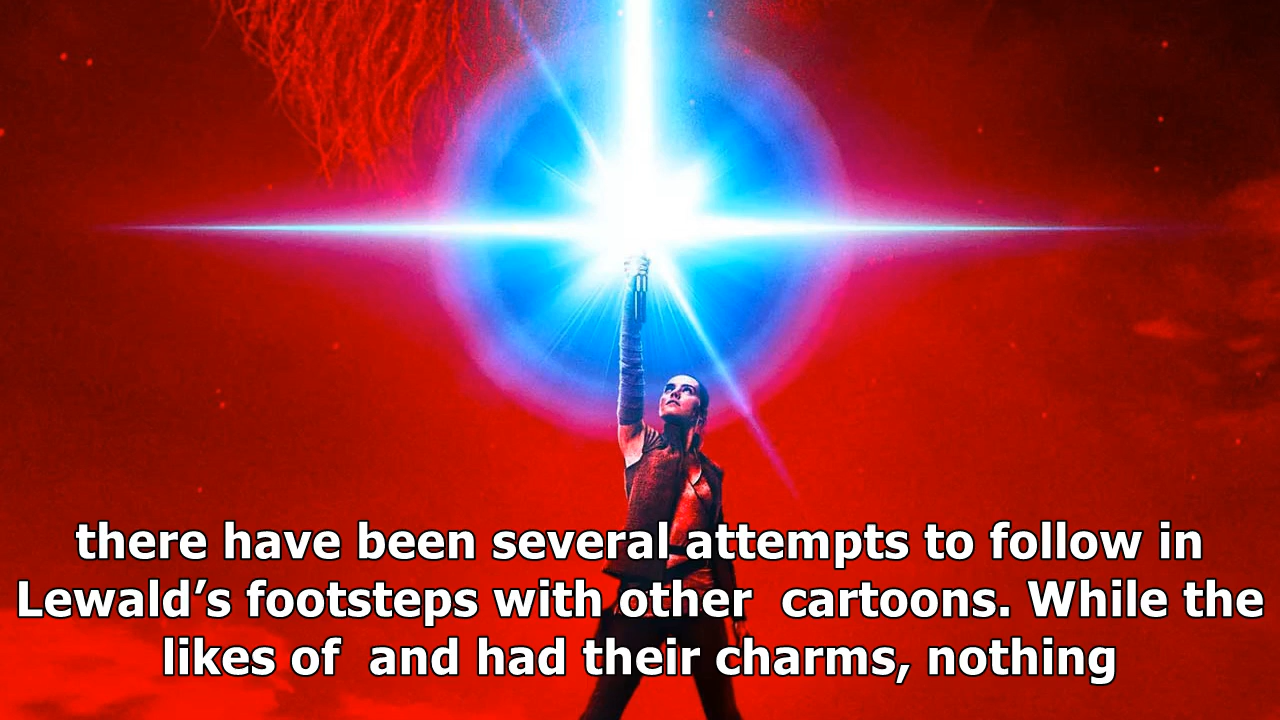 there have been several attempts to follow in
Lewald’s footsteps with other  cartoons. While the
likes of  and had their charms, nothing